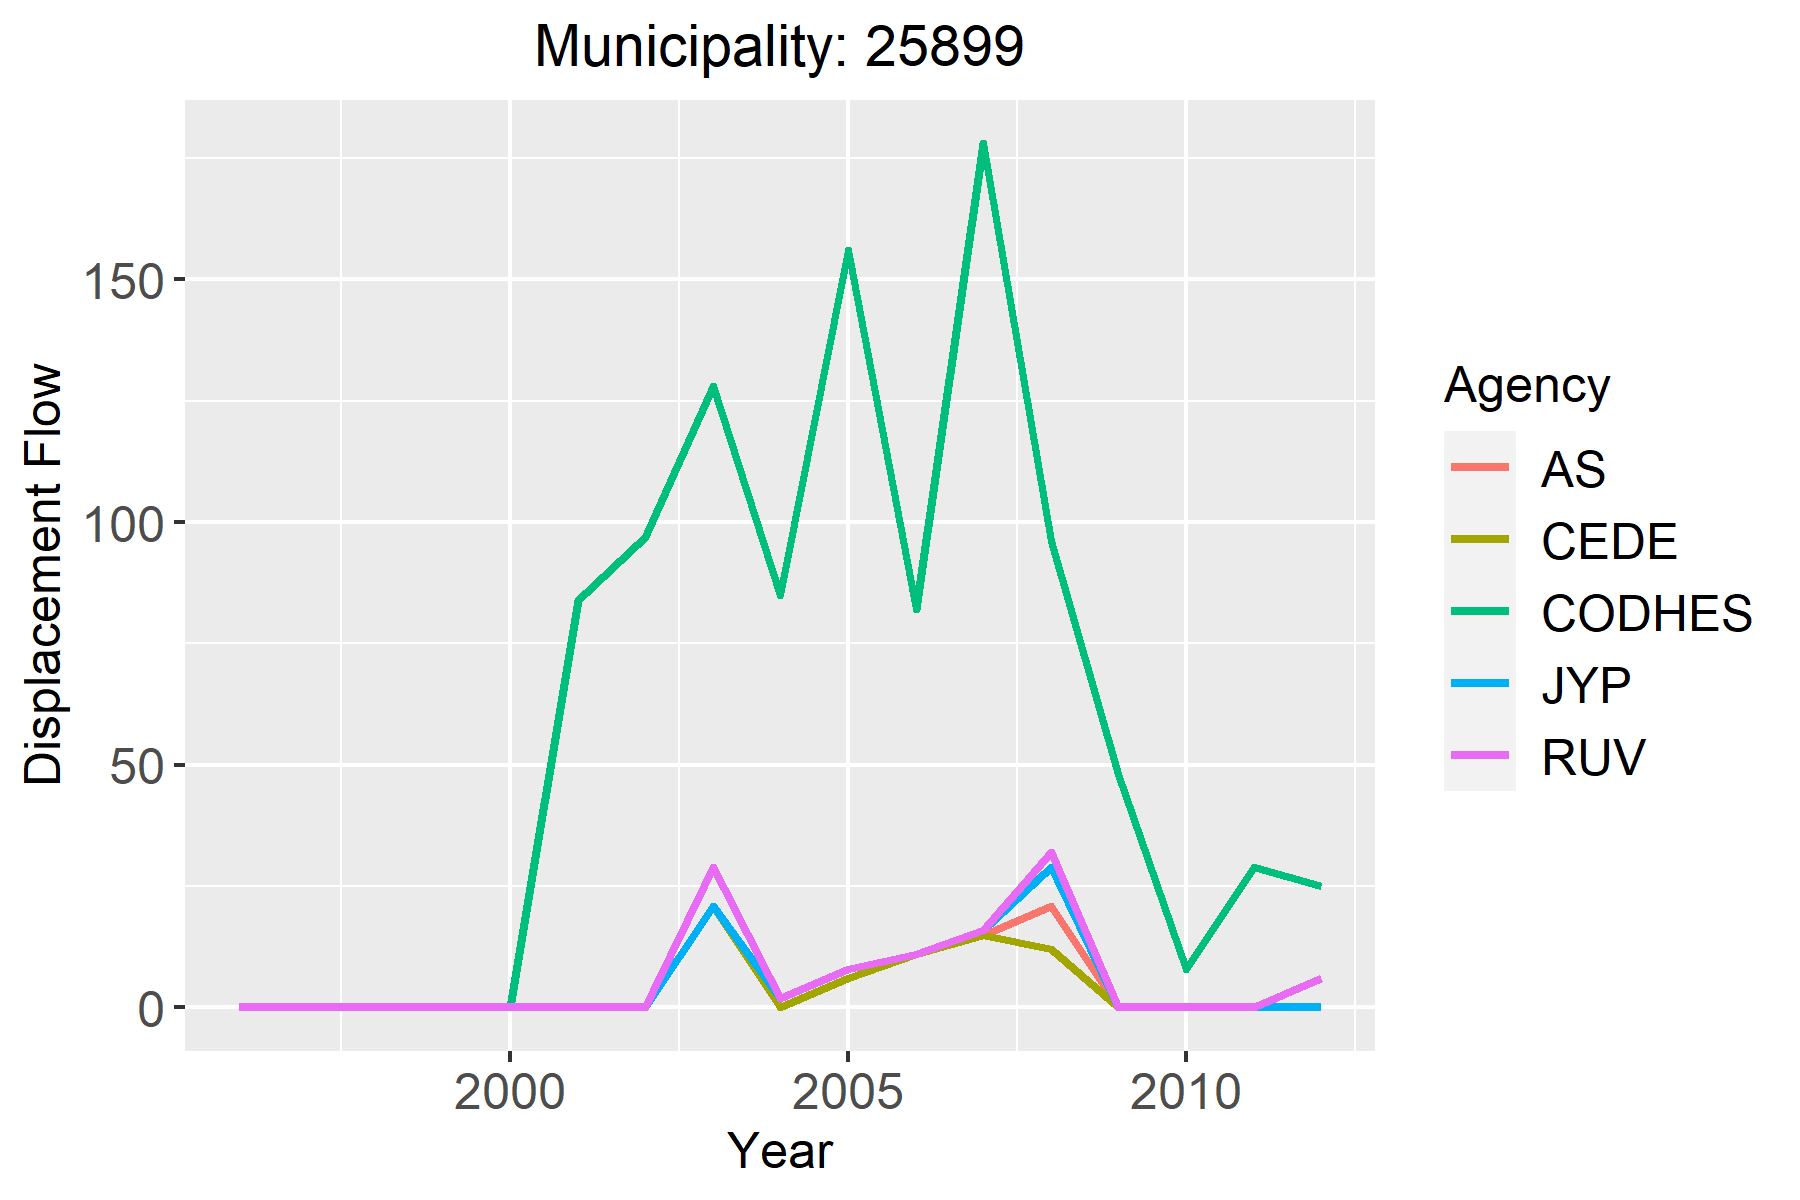 Municipality: 25899
Displacement Flow
150
100
50
0
2000 2005 2010
Year
Agency
AS
CEDE
CODHES
JYP
RUV